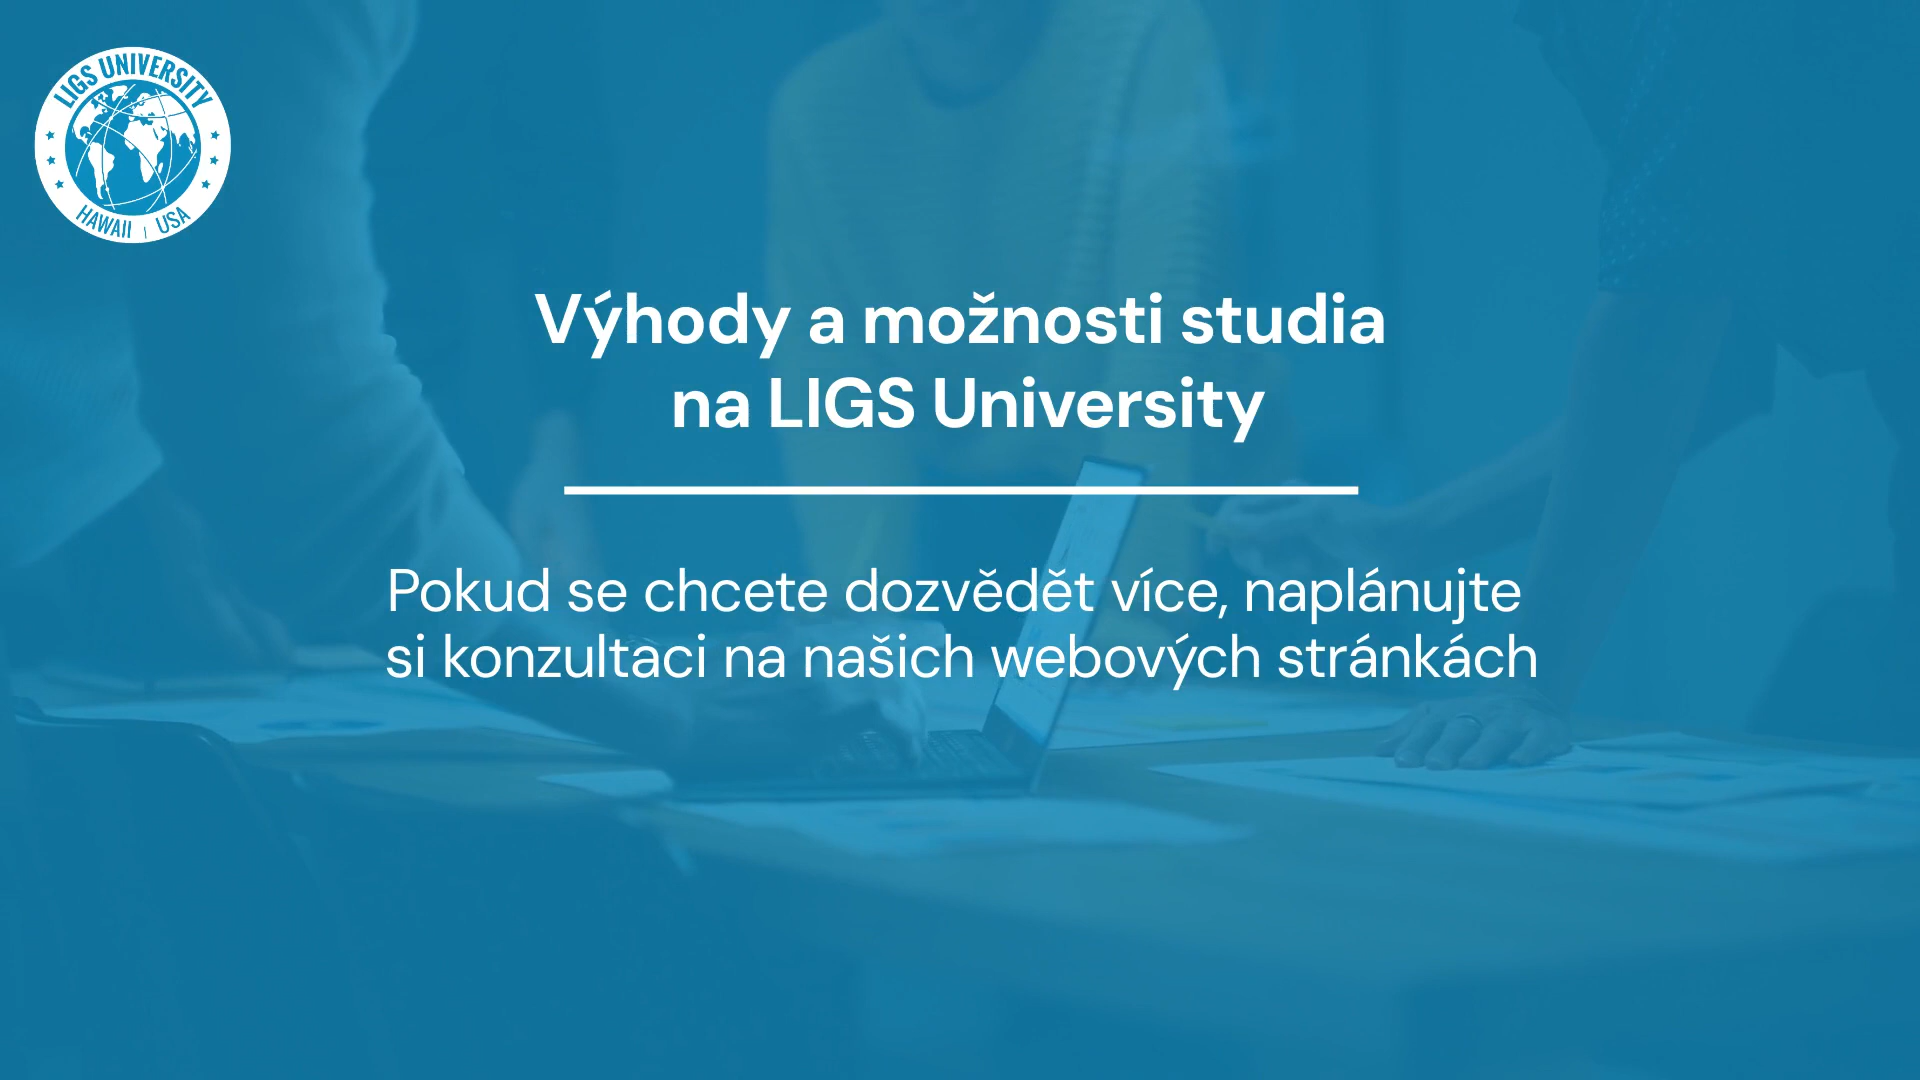 LIGS UNIVERSITY
HAWAII | USA
Výhody a možnosti studia
na LIGS University
Pokud se chcete dozvědět více, naplánujte
si konzultaci na našich webových stránkách